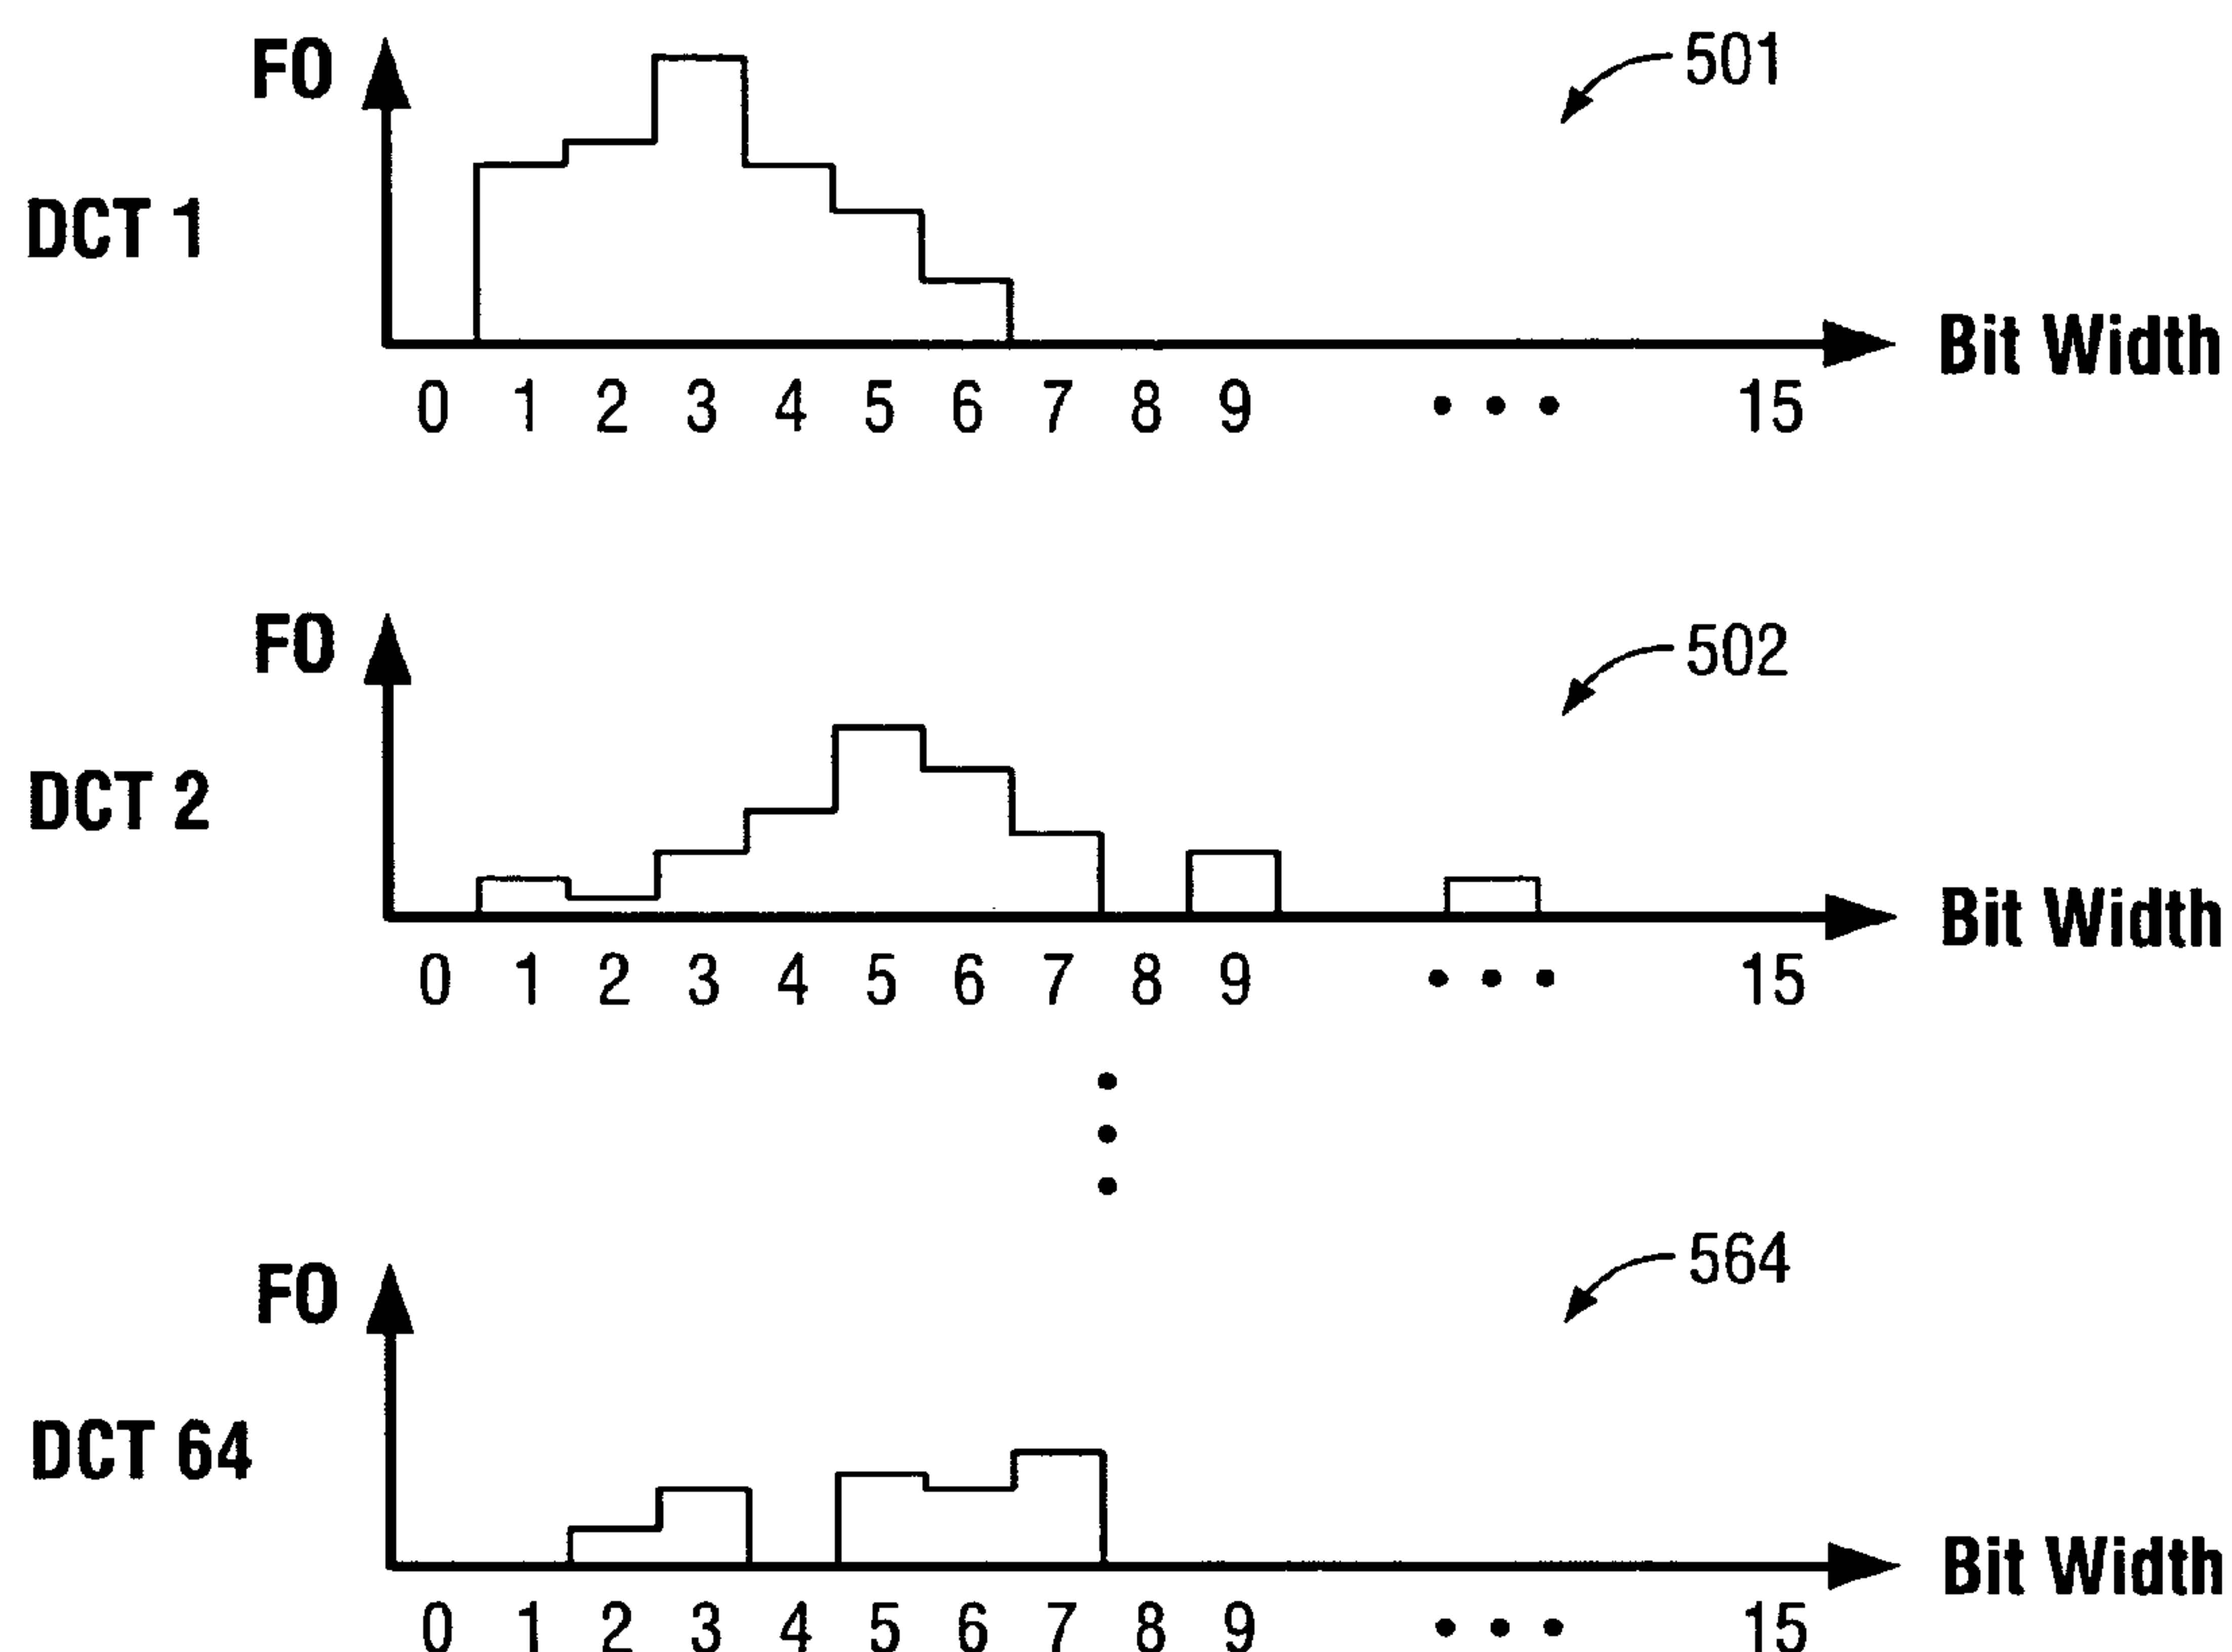 FO
501
DCT 1
Bit Width
0 1 2 3 4 5 6 7 8 9 • • • 15
FO
502
DCT 2
Bit Width
0 1 2 3 4 5 6 7 8 9 • • • 15
FO
564
DCT 64
Bit Width
0 1 2 3 4 5 6 7 8 9 • • • 15